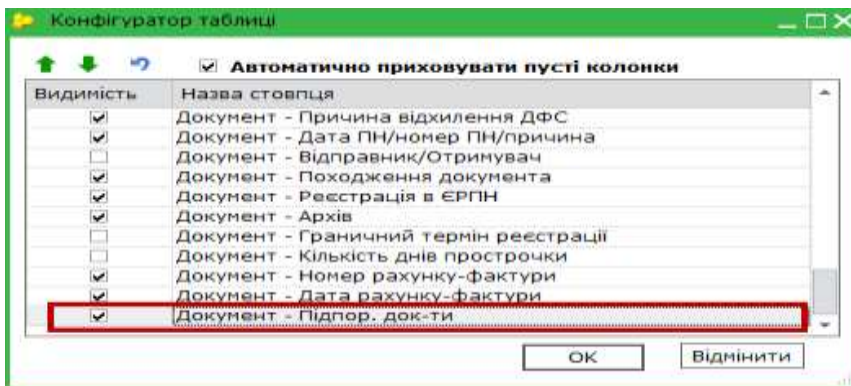 Конфігуратор таблиці
Автоматично приховувати пусті колонки
Видимість Назва стовпця
Документ - Причина відхилення ДФС
Документ - Дата ПН/номер ПН/причина
Документ - Відправник/Отримувач
Документ - Походження документа
Документ - Реєстрація в ЄРПН
Документ - Архів
Документ - Граничний термін реєстрації
Документ - Кількість днів прострочки
Документ - Номер рахунку-фактури
Документ - Дата рахунку-фактури
Документ - Підпор. док-ти
ОК Відмінити